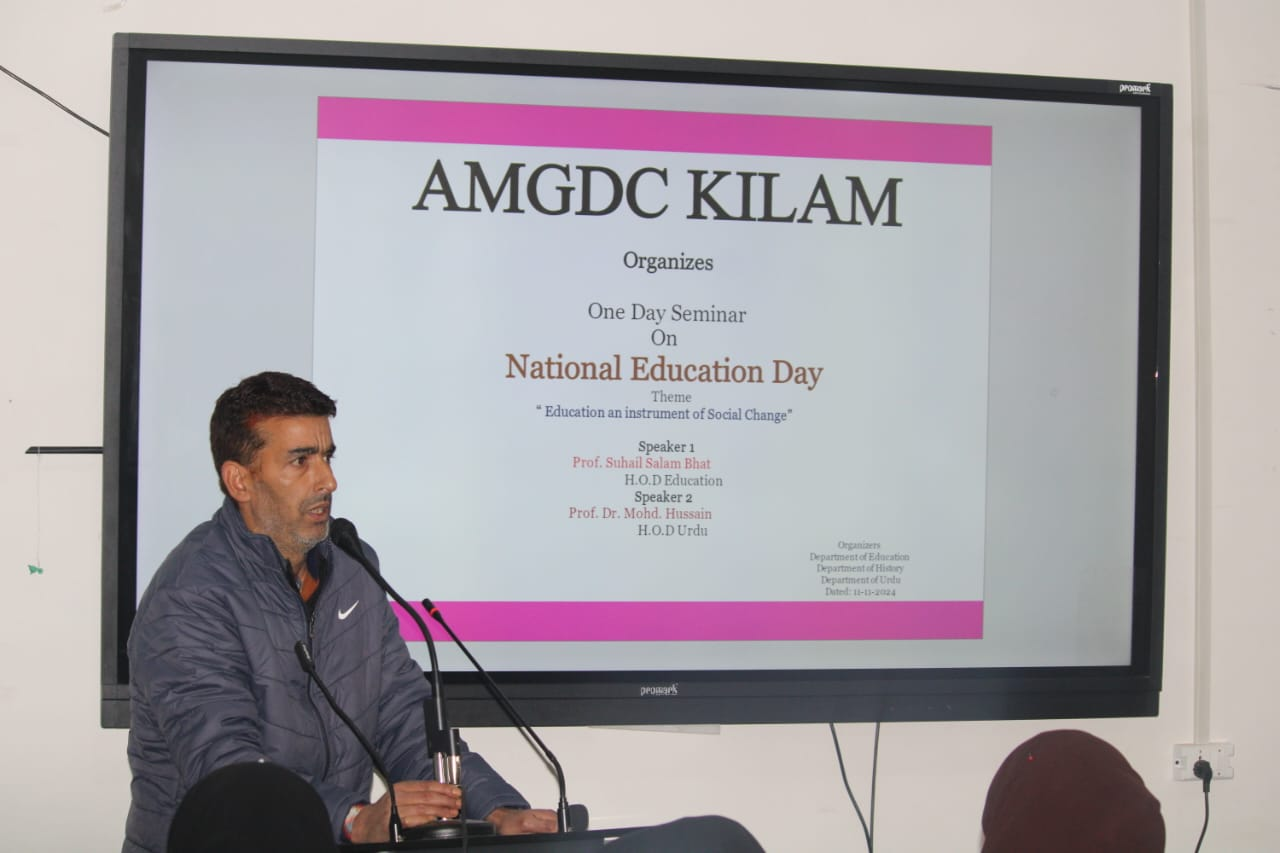 promark
AMGDC KILAM
Organizes
One Day Seminar
On
National Education Day
Theme
“ Education an instrument of Social Change”
Speaker 1
Prof. Suhail Salam Bhat
H.O.D Education
Speaker 2
Prof. Dr. Mohd. Hussain
H.O.D Urdu
Organizers
Department of Education
Department of History
Department of Urdu
Dated: 11-11-2024
promark